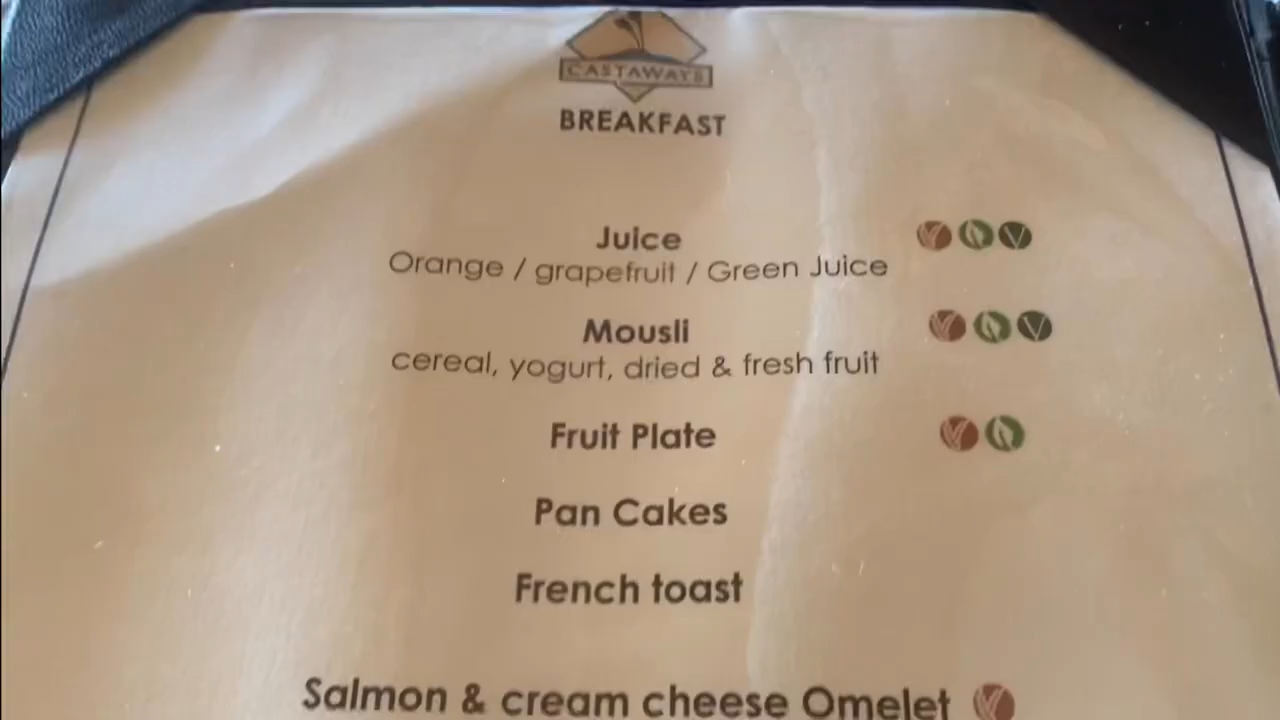 CASTAWAYS
BREAKFAST
Juice
Orange / grapefruit / Green Juice
Mousli
cereal, yogurt, dried & fresh fruit
Fruit Plate
Pan Cakes
French toast
Salmon & cream cheese Omelet